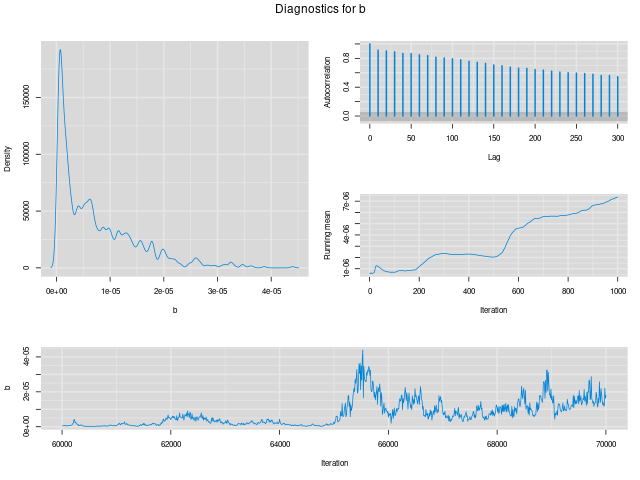 Diagnostics for b
Density
0 50000 150000
0e+00 1e-05 2e-05 3e-05 4e-05
b
Autocorrelation
0.0 0.4 0.8
0 50 100 150 200 250 300
Lag
Running mean
1e-06 4e-06 7e-06
0 200 400 600 800 1000
Iteration
b
0e+00 2e-05 4e-05
60000 62000 64000 66000 68000 70000
Iteration